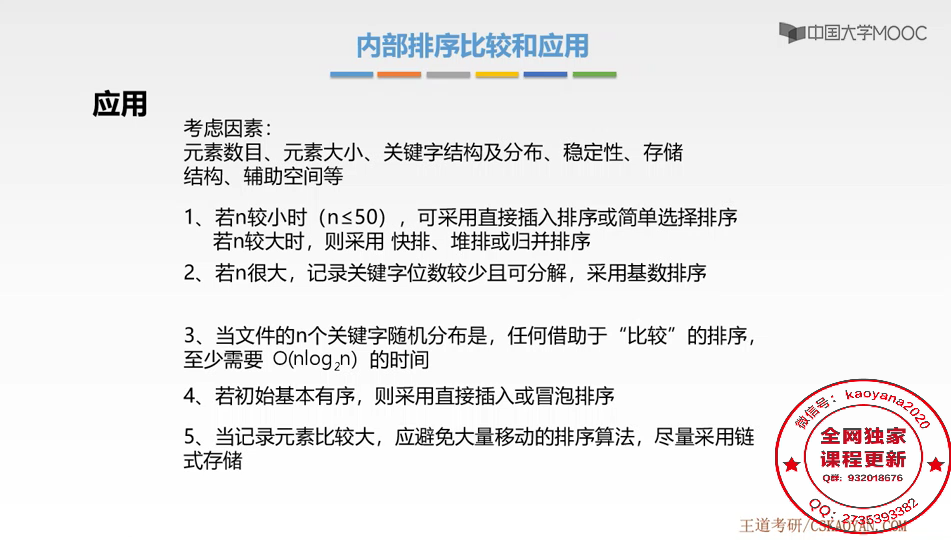 中国大学MOOC
内部排序比较和应用
应用
考虑因素：
元素数目、元素大小、关键字结构及分布、稳定性、存储
结构、辅助空间等
1、若n较小时（n≤50），可采用直接插入排序或简单选择排序
若n较大时，则采用 快排、堆排或归并排序
2、若n很大，记录关键字位数较少且可分解，采用基数排序
3、当文件的n个关键字随机分布是，任何借助于“比较”的排序，
至少需要 O(nlog₂n) 的时间
4、若初始基本有序，则采用直接插入或冒泡排序
5、当记录元素比较大，应避免大量移动的排序算法，尽量采用链
式存储
微信号：kaoyana2020
全网独家
课程更新
Q群：932018676
QQ：2735393382
王道考研/CSKAOYAN.COM